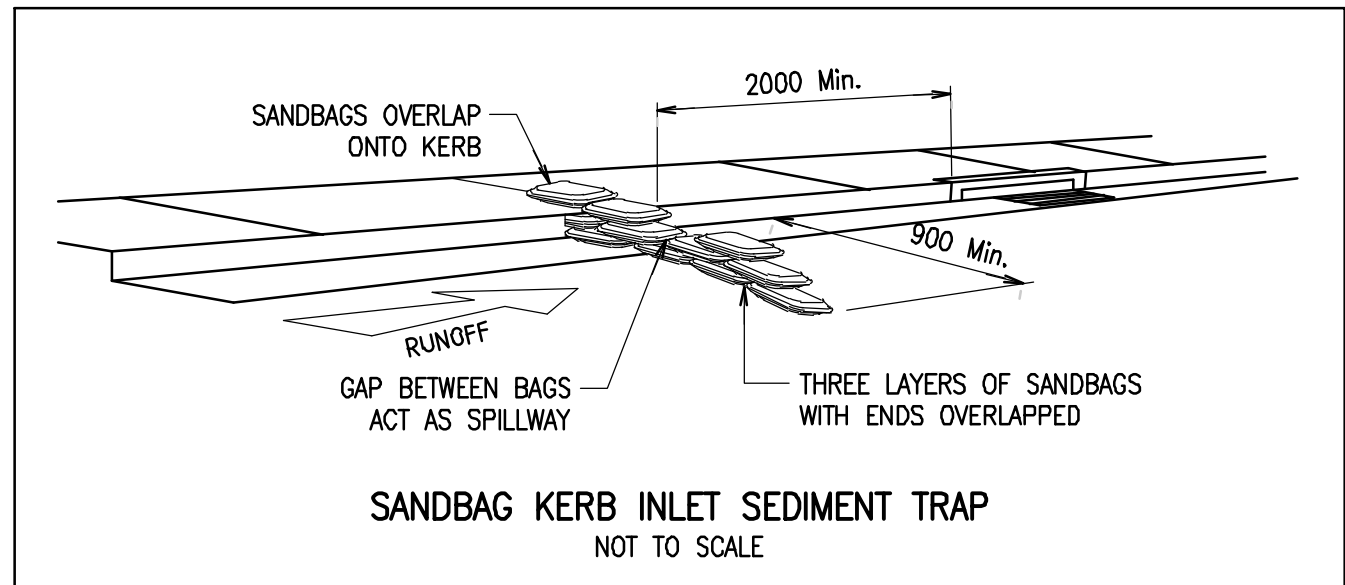 2000 Min.
SANDBAGS OVERLAP
ONTO KERB
900 Min.
RUNOFF
GAP BETWEEN BAGS
ACT AS SPILLWAY
THREE LAYERS OF SANDBAGS
WITH ENDS OVERLAPPED
SANDBAG KERB INLET SEDIMENT TRAP
NOT TO SCALE